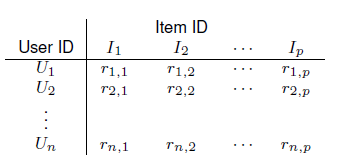 Item ID
User ID I₁ I₂ ⋯ Iₚ
U₁ r₁,₁ r₁,₂ ⋯ r₁,ₚ
U₂ r₂,₁ r₂,₂ ⋯ r₂,ₚ
⋮
Uₙ rₙ,₁ rₙ,₂ ⋯ rₙ,ₚ